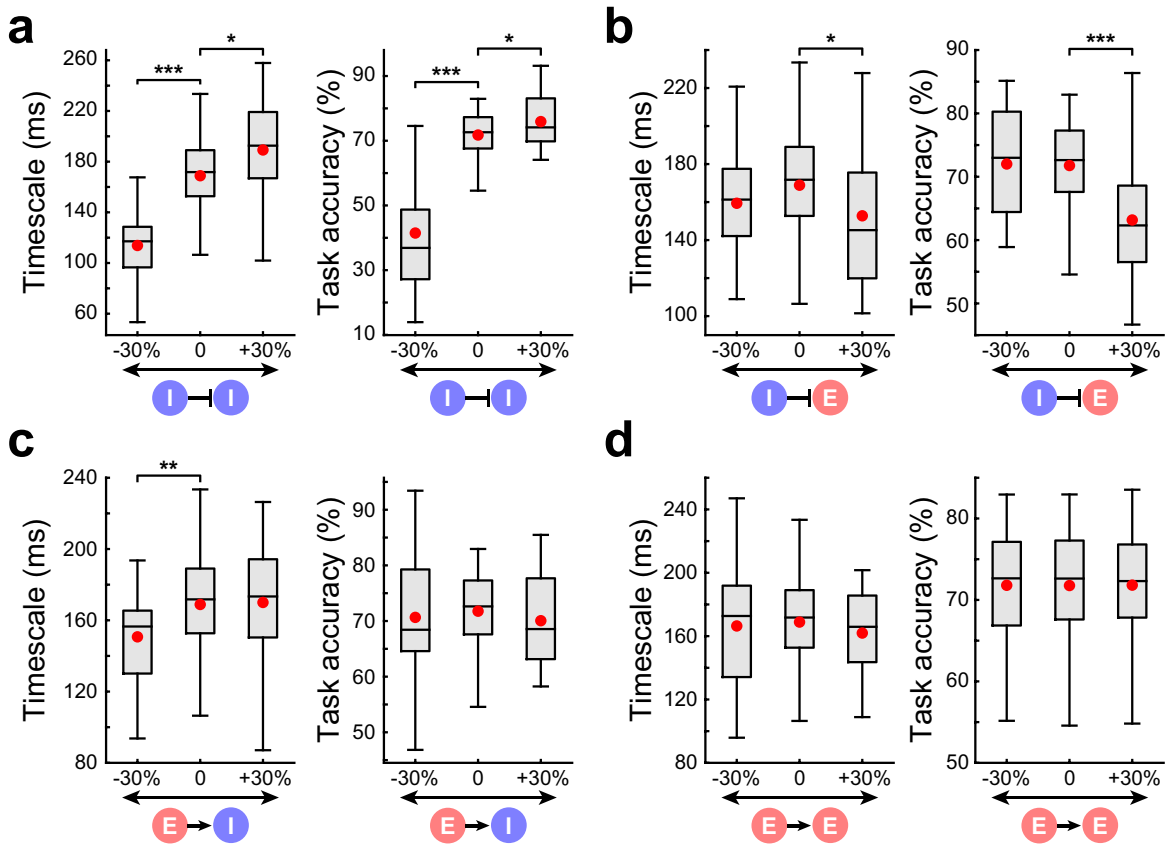 a
Timescale (ms)
260
220
180
140
100
60
***
*
-30% 0 +30%
I I
Task accuracy (%)
90
70
50
30
10
***
*
-30% 0 +30%
I I
b
Timescale (ms)
220
180
140
100
*
-30% 0 +30%
I E
Task accuracy (%)
90
80
70
60
50
***
-30% 0 +30%
I E
c
Timescale (ms)
240
200
160
120
80
**
-30% 0 +30%
E I
Task accuracy (%)
90
80
70
60
50
-30% 0 +30%
E I
d
Timescale (ms)
260
240
200
160
120
80
-30% 0 +30%
E E
Task accuracy (%)
80
70
60
50
-30% 0 +30%
E E